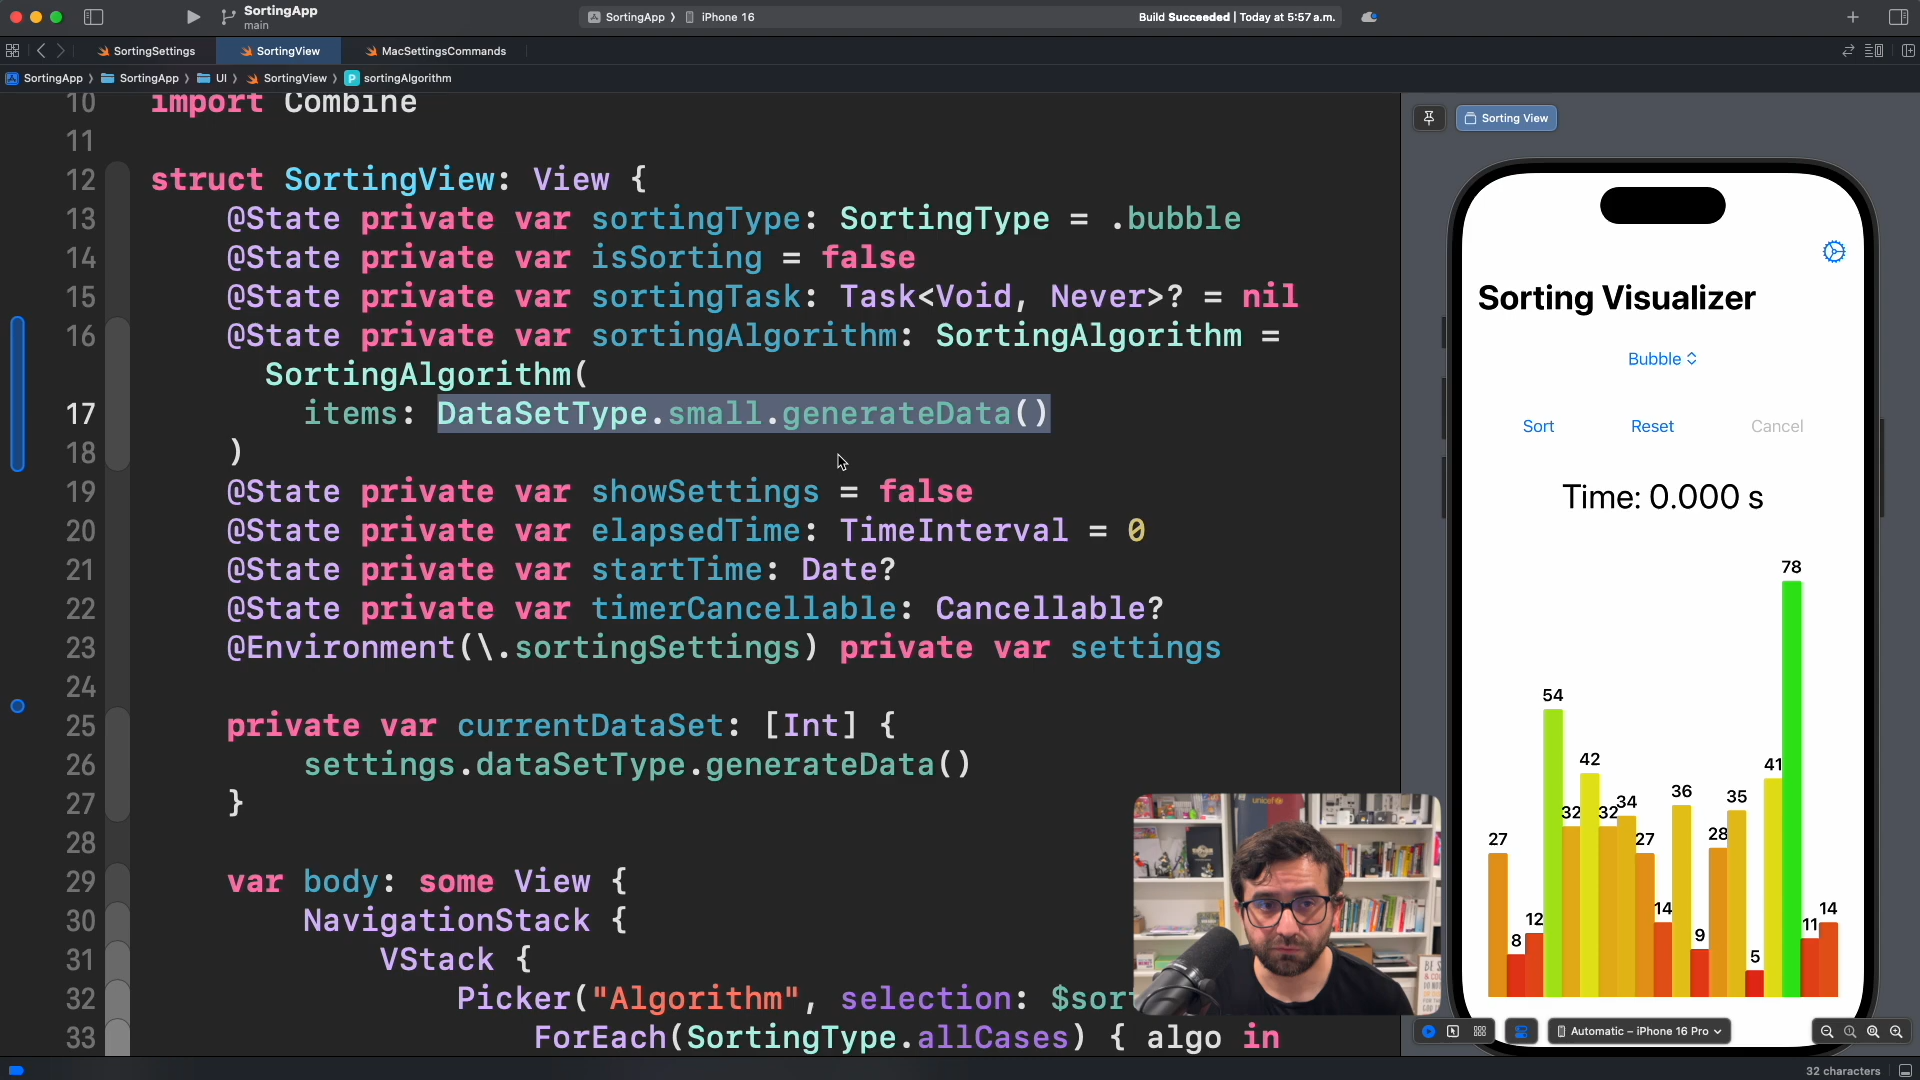 SortingApp
main
SortingApp
iPhone 16
Build Succeeded | Today at 5:57 a.m.
SortingSettings
SortingView
MacSettingsCommands
SortingApp
SortingApp
UI
SortingView
P
sortingAlgorithm
10 import Combine
11
12 struct SortingView: View {
13 @State private var sortingType: SortingType = .bubble
14 @State private var isSorting = false
15 @State private var sortingTask: Task<Void, Never>? = nil
16 @State private var sortingAlgorithm: SortingAlgorithm =
SortingAlgorithm(
17 items: DataSetType.small.generateData()
18 )
19 @State private var showSettings = false
20 @State private var elapsedTime: TimeInterval = 0
21 @State private var startTime: Date?
22 @State private var timerCancellable: Cancellable?
23 @Environment(\.sortingSettings) private var settings
24
25 private var currentDataSet: [Int] {
26 settings.dataSetType.generateData()
27 }
28
29 var body: some View {
30 NavigationStack {
31 VStack {
32 Picker("Algorithm", selection: $sort
33 ForEach(SortingType.allCases) { algo in
unicef
Sorting View
Sorting Visualizer
Bubble
Sort
Reset
Cancel
Time: 0.000 s
27
8
12
54
32
42
32
34
27
14
36
9
28
35
5
41
78
11
14
Automatic – iPhone 16 Pro
32 characters